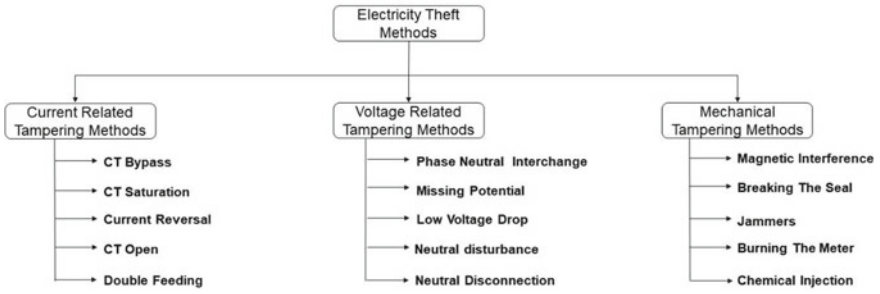 Electricity Theft
Methods
Current Related
Tampering Methods
CT Bypass
CT Saturation
Current Reversal
CT Open
Double Feeding
Voltage Related
Tampering Methods
Phase Neutral Interchange
Missing Potential
Low Voltage Drop
Neutral disturbance
Neutral Disconnection
Mechanical
Tampering Methods
Magnetic Interference
Breaking The Seal
Jammers
Burning The Meter
Chemical Injection